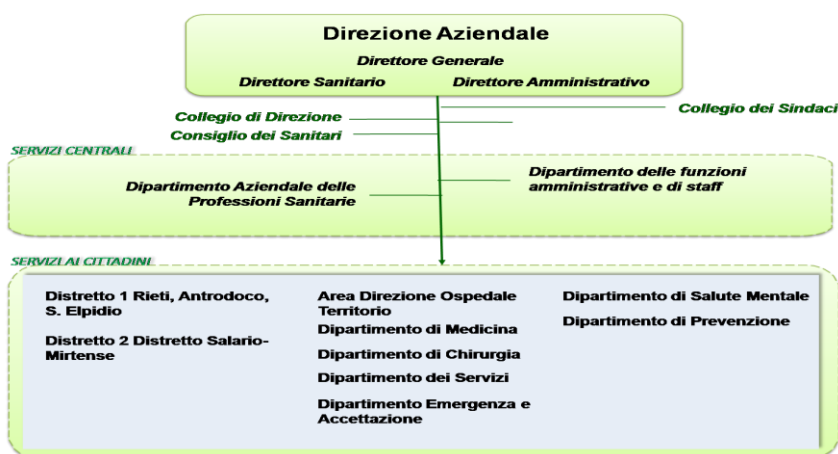 Direzione Aziendale
Direttore Generale
Direttore Sanitario
Direttore Amministrativo
Collegio dei Sindaci
Collegio di Direzione
Consiglio dei Sanitari
SERVIZI CENTRALI
Dipartimento Aziendale delle
Professioni Sanitarie
Dipartimento delle funzioni
amministrative e di staff
SERVIZI AI CITTADINI
Distretto 1 Rieti, Antrodoco,
S. Elpidio
Distretto 2 Distretto Salario-
Mirtense
Area Direzione Ospedale
Territorio
Dipartimento di Medicina
Dipartimento di Chirurgia
Dipartimento dei Servizi
Dipartimento Emergenza e
Accettazione
Dipartimento di Salute Mentale
Dipartimento di Prevenzione